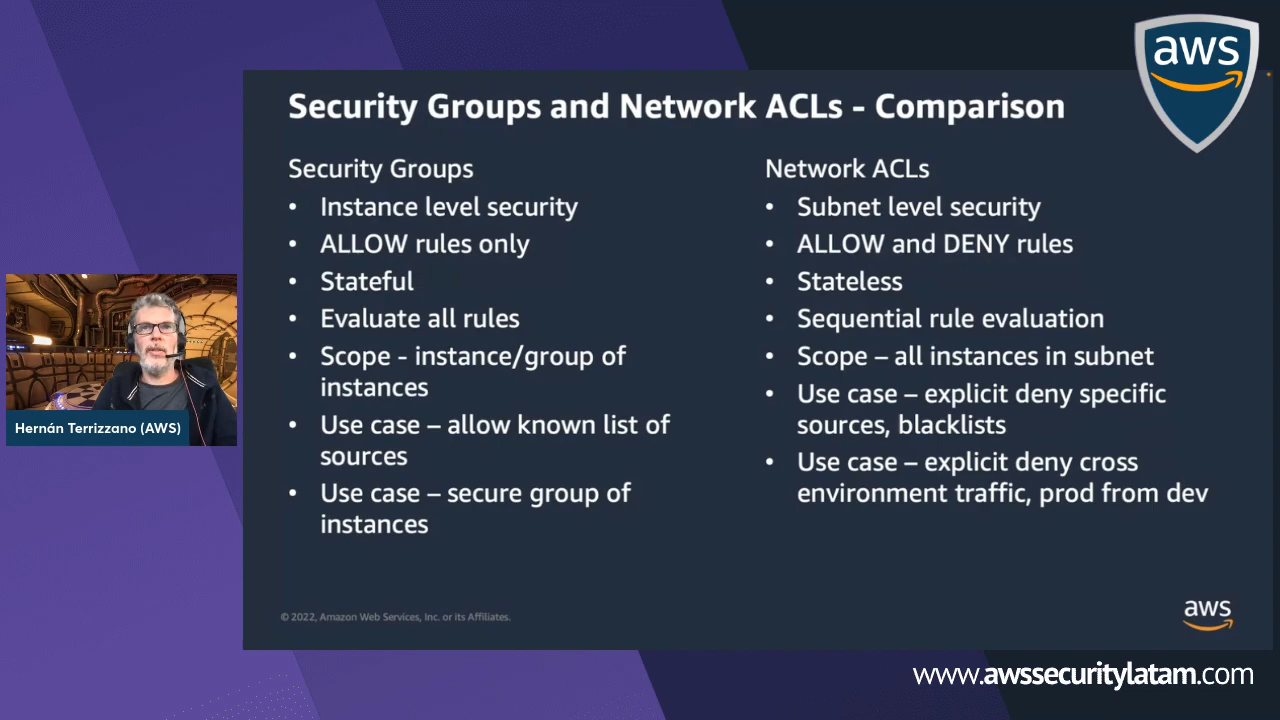 aws
Security Groups and Network ACLs - Comparison
Security Groups
• Instance level security
• ALLOW rules only
• Stateful
• Evaluate all rules
• Scope - instance/group of
instances
• Use case – allow known list of
sources
• Use case – secure group of
instances
Network ACLs
• Subnet level security
• ALLOW and DENY rules
• Stateless
• Sequential rule evaluation
• Scope – all instances in subnet
• Use case – explicit deny specific
sources, blacklists
• Use case – explicit deny cross
environment traffic, prod from dev
Hernán Terrizzano (AWS)
© 2022, Amazon Web Services, Inc. or its Affiliates.
aws
www.awssecuritylatam.com